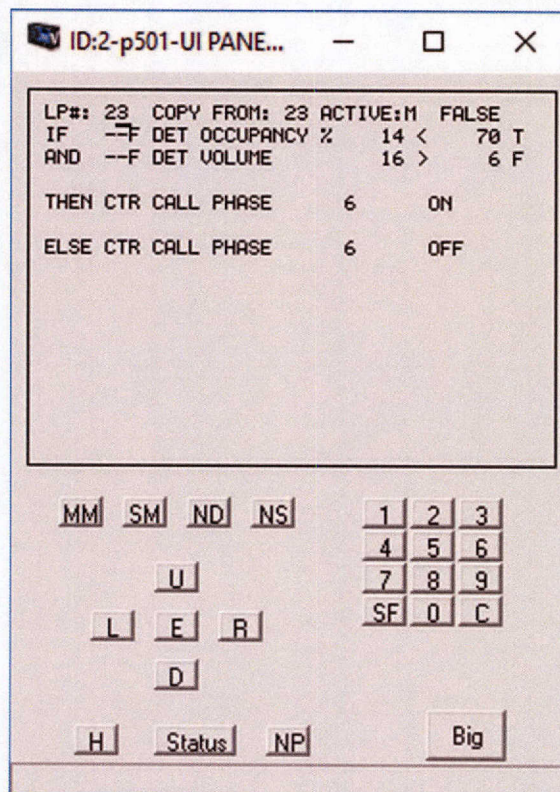 ID:2-p501-UI PANE...
LP#: 23 COPY FROM: 23 ACTIVE:M FALSE
IF --F DET OCCUPANCY % 14 < 70 T
AND --F DET VOLUME 16 > 6 F
THEN CTR CALL PHASE 6 ON
ELSE CTR CALL PHASE 6 OFF
MM SM ND NS
1 2 3
4 5 6
7 8 9
SF 0 C
U
L E R
D
H Status NP
Big